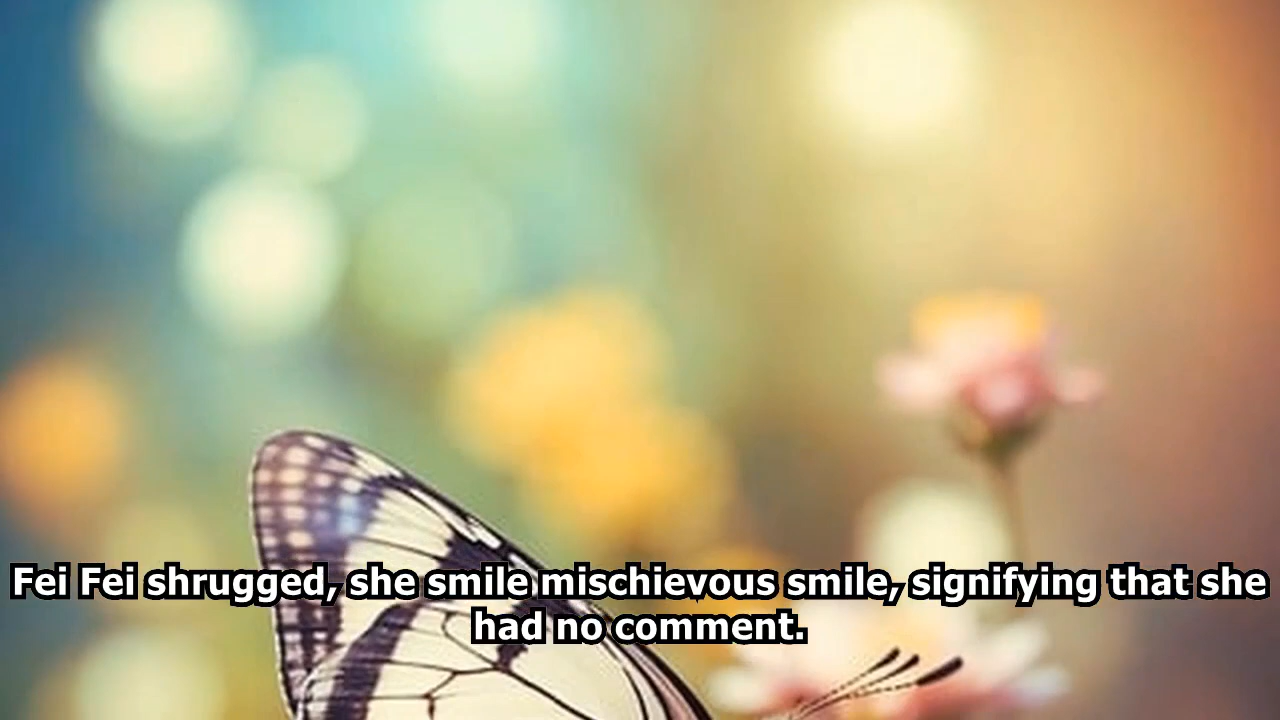 Fei Fei shrugged, she smile mischievous smile, signifying that she
had no comment.